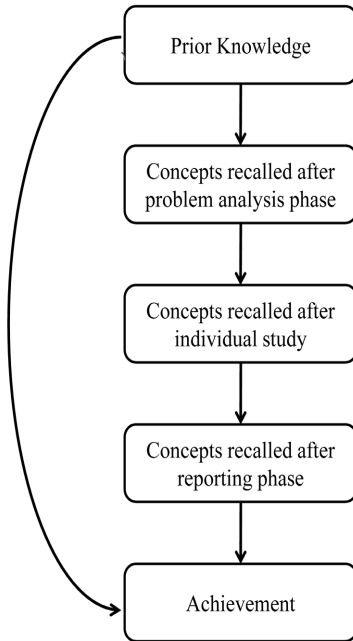 Prior Knowledge
Concepts recalled after
problem analysis phase
Concepts recalled after
individual study
Concepts recalled after
reporting phase
Achievement